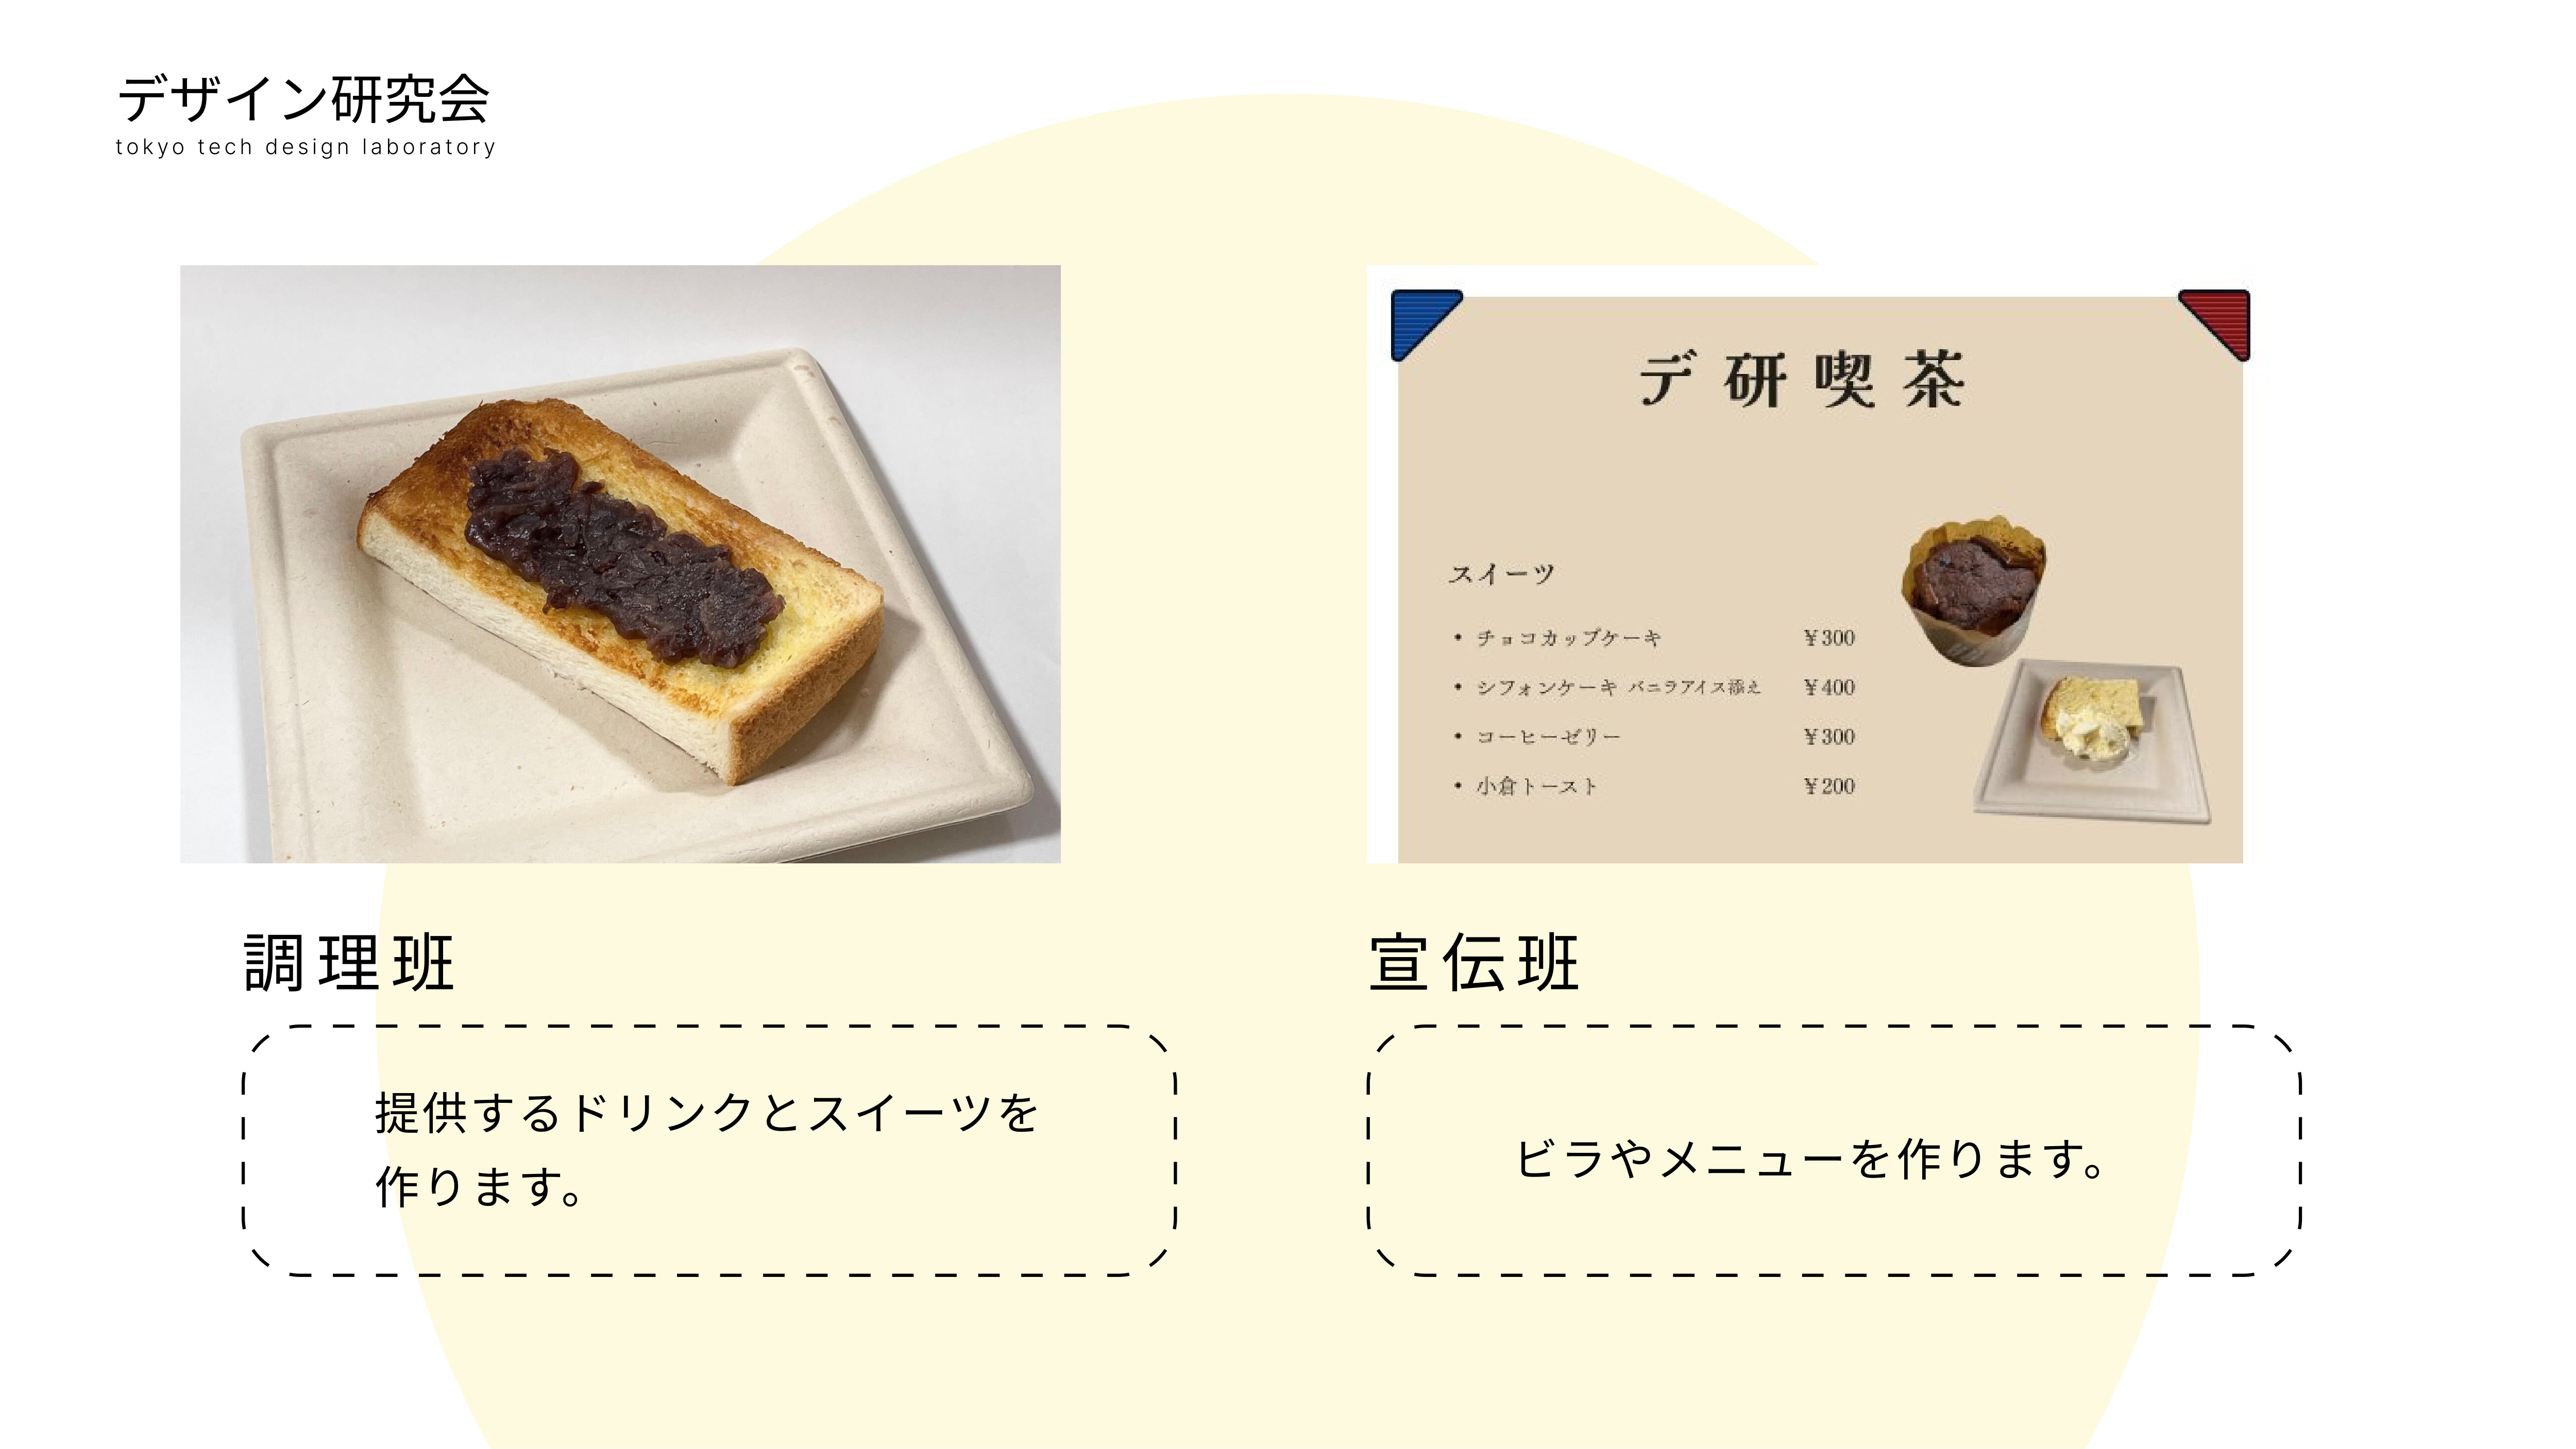 デザイン研究会
tokyo tech design laboratory
デ研喫茶
スイーツ
• チョコカップケーキ ¥300
• シフォンケーキ バニラアイス添え ¥400
• コーヒーゼリー ¥300
• 小倉トースト ¥200
調理班
提供するドリンクとスイーツを
作ります。
宣伝班
ビラやメニューを作ります。